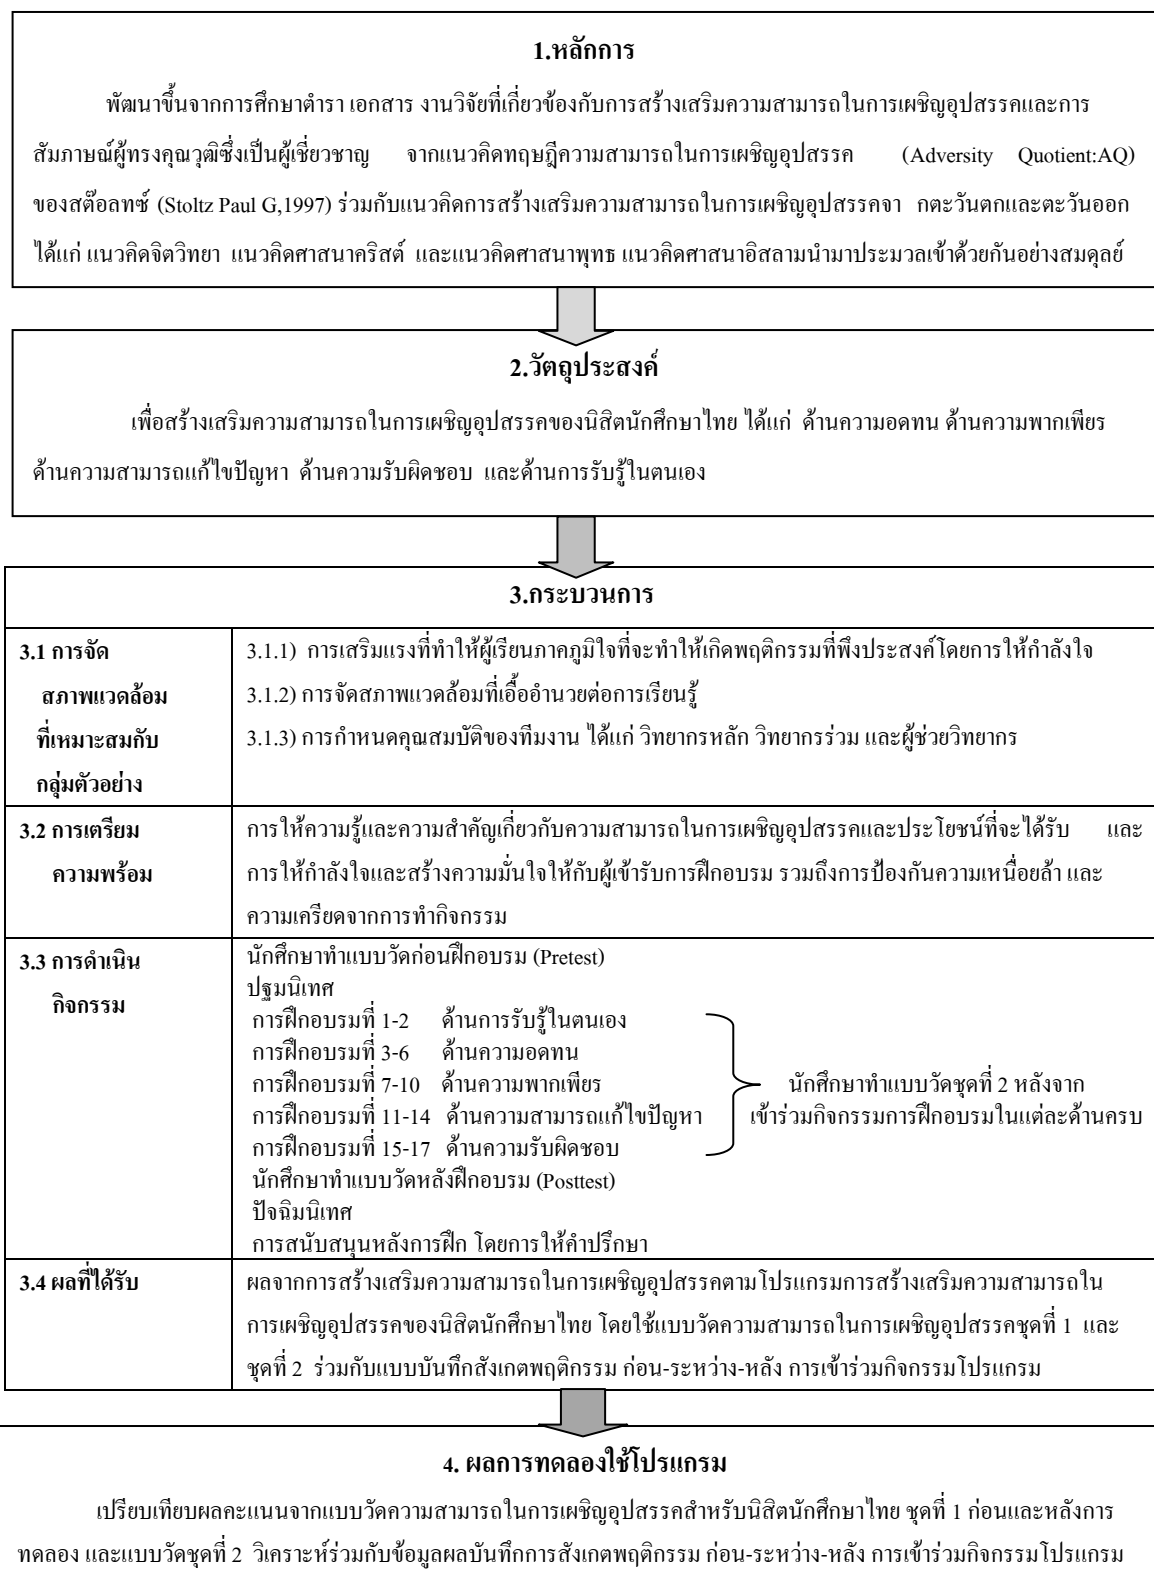 1.หลักการ
พัฒนาขึ้นจากการศึกษาตำรา เอกสาร งานวิจัยที่เกี่ยวข้องกับการสร้างเสริมความสามารถในการเผชิญอุปสรรคและการ
สัมภาษณ์ผู้ทรงคุณวุฒิซึ่งเป็นผู้เชี่ยวชาญ จากแนวคิดทฤษฎีความสามารถในการเผชิญอุปสรรค (Adversity Quotient:AQ)
ของสต๊อลทซ์ (Stoltz Paul G,1997) ร่วมกับแนวคิดการสร้างเสริมความสามารถในการเผชิญอุปสรรคจา กตะวันตกและตะวันออก
ได้แก่ แนวคิดจิตวิทยา แนวคิดศาสนาคริสต์ และแนวคิดศาสนาพุทธ แนวคิดศาสนาอิสลามนำมาประมวลเข้าด้วยกันอย่างสมดุลย์
2.วัตถุประสงค์
เพื่อสร้างเสริมความสามารถในการเผชิญอุปสรรคของนิสิตนักศึกษาไทย ได้แก่ ด้านความอดทน ด้านความพากเพียร
ด้านความสามารถแก้ไขปัญหา ด้านความรับผิดชอบ และด้านการรับรู้ในตนเอง
3.กระบวนการ
3.1 การจัด
สภาพแวดล้อม
ที่เหมาะสมกับ
กลุ่มตัวอย่าง
3.1.1) การเสริมแรงที่ทำให้ผู้เรียนภาคภูมิใจที่จะทำให้เกิดพฤติกรรมที่พึงประสงค์โดยการให้กำลังใจ
3.1.2) การจัดสภาพแวดล้อมที่เอื้ออำนวยต่อการเรียนรู้
3.1.3) การกำหนดคุณสมบัติของทีมงาน ได้แก่ วิทยากรหลัก วิทยากรร่วม และผู้ช่วยวิทยากร
3.2 การเตรียม
ความพร้อม
การให้ความรู้และความสำคัญเกี่ยวกับความสามารถในการเผชิญอุปสรรคและประโยชน์ที่จะได้รับ และ
การให้กำลังใจและสร้างความมั่นใจให้กับผู้เข้ารับการฝึกอบรม รวมถึงการป้องกันความเหนื่อยล้า และ
ความเครียดจากการทำกิจกรรม
3.3 การดำเนิน
กิจกรรม
นักศึกษาทำแบบวัดก่อนฝึกอบรม (Pretest)
ปฐมนิเทศ
การฝึกอบรมที่ 1-2 ด้านการรับรู้ในตนเอง
การฝึกอบรมที่ 3-6 ด้านความอดทน
การฝึกอบรมที่ 7-10 ด้านความพากเพียร
การฝึกอบรมที่ 11-14 ด้านความสามารถแก้ไขปัญหา
การฝึกอบรมที่ 15-17 ด้านความรับผิดชอบ
นักศึกษาทำแบบวัดชุดที่ 2 หลังจาก
เข้าร่วมกิจกรรมการฝึกอบรมในแต่ละด้านครบ
นักศึกษาทำแบบวัดหลังฝึกอบรม (Posttest)
ปัจฉิมนิเทศ
การสนับสนุนหลังการฝึก โดยการให้คำปรึกษา
3.4 ผลที่ได้รับ
ผลจากการสร้างเสริมความสามารถในการเผชิญอุปสรรคตามโปรแกรมการสร้างเสริมความสามารถใน
การเผชิญอุปสรรคของนิสิตนักศึกษาไทย โดยใช้แบบวัดความสามารถในการเผชิญอุปสรรคชุดที่ 1 และ
ชุดที่ 2 ร่วมกับแบบบันทึกสังเกตพฤติกรรม ก่อน-ระหว่าง-หลัง การเข้าร่วมกิจกรรมโปรแกรม
4. ผลการทดลองใช้โปรแกรม
เปรียบเทียบผลคะแนนจากแบบวัดความสามารถในการเผชิญอุปสรรคสำหรับนิสิตนักศึกษาไทย ชุดที่ 1 ก่อนและหลังการ
ทดลอง และแบบวัดชุดที่ 2 วิเคราะห์ร่วมกับข้อมูลผลบันทึกการสังเกตพฤติกรรม ก่อน-ระหว่าง-หลัง การเข้าร่วมกิจกรรมโปรแกรม